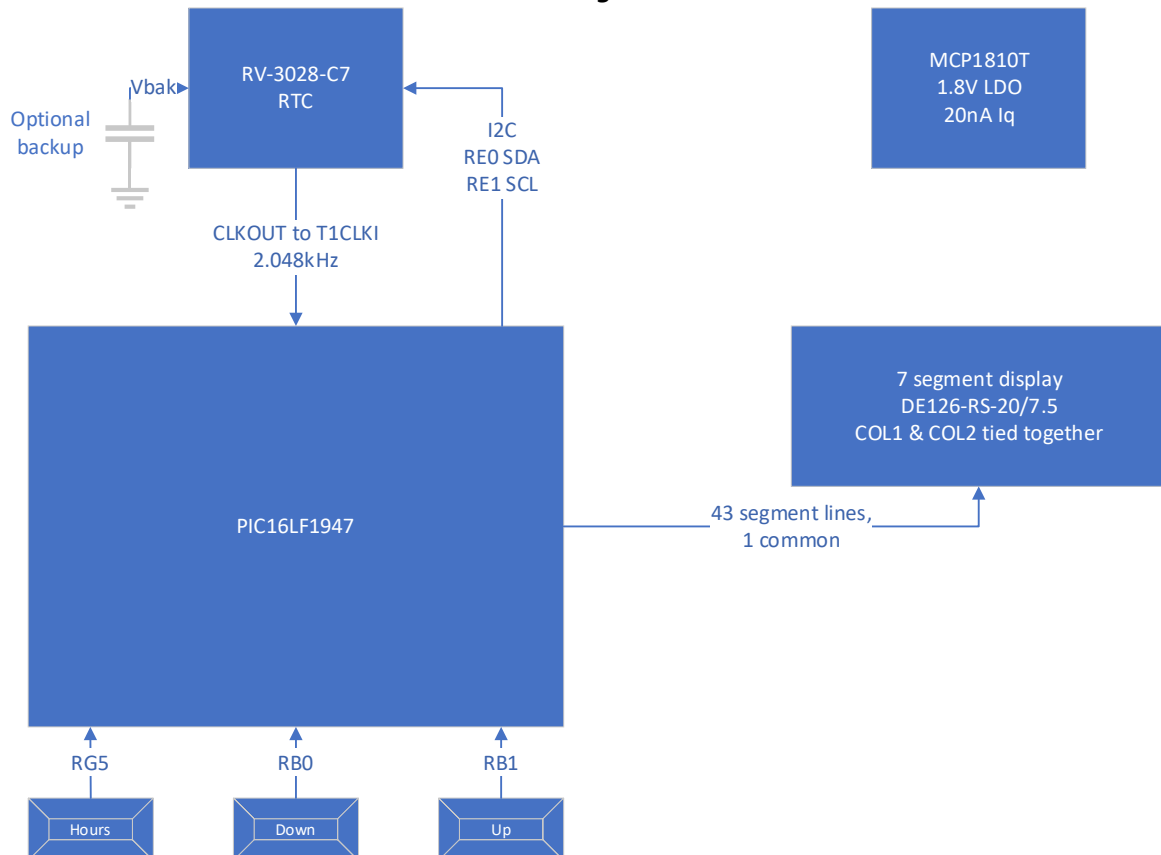 RV-3028-C7
RTC
MCP1810T
1.8V LDO
20nA Iq
Vbak
Optional
backup
I2C
RE0 SDA
RE1 SCL
CLKOUT to T1CLKI
2.048kHz
7 segment display
DE126-RS-20/7.5
COL1 & COL2 tied together
PIC16LF1947
43 segment lines,
1 common
RG5
RB0
RB1
Hours
Down
Up